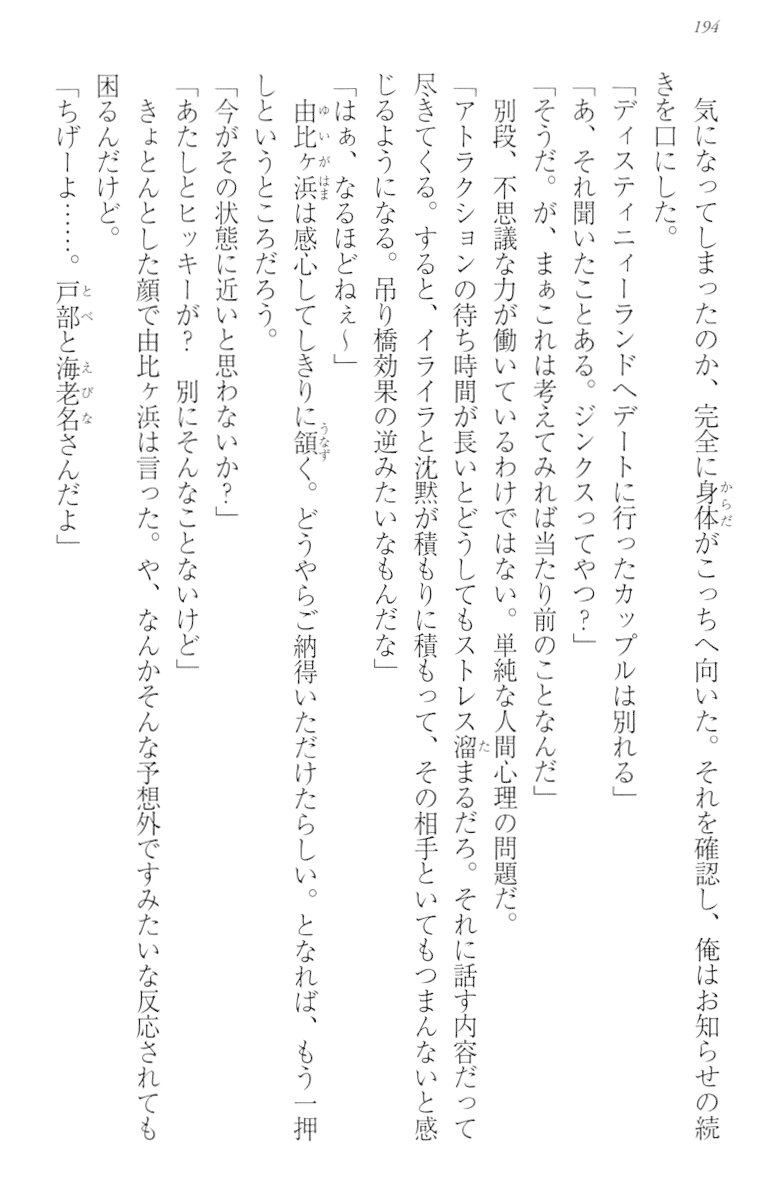 194
気になってしまったのか、完全に身体がこっちへ向いた。それを確認し、俺はお知らせの続
きを口にした。
「ディスティニィーランドへデートに行ったカップルは別れる」
「あ、それ聞いたことある。ジンクスってやつ？」
「そうだ。が、まぁこれは考えてみれば当たり前のことなんだ」
別段、不思議な力が働いているわけではない。単純な人間心理の問題だ。
「アトラクションの待ち時間が長いとどうしてもストレス溜まるだろ。それに話す内容だって
尽きてくる。すると、イライラと沈黙が積もりに積もって、その相手といてもつまんないと感
じるようになる。吊り橋効果の逆みたいなもんだな」
「はぁ、なるほどねぇ～」
由比ヶ浜は感心してしきりに頷く。どうやらご納得いただけたらしい。となれば、もう一押
しというところだろう。
「今がその状態に近いと思わないか？」
「あたしとヒッキーが？　別にそんなことないけど」
きょとんとした顔で由比ヶ浜は言った。や、なんかそんな予想外ですみたいな反応されても
困るんだけど。
「ちげーよ……。戸部と海老名さんだよ」